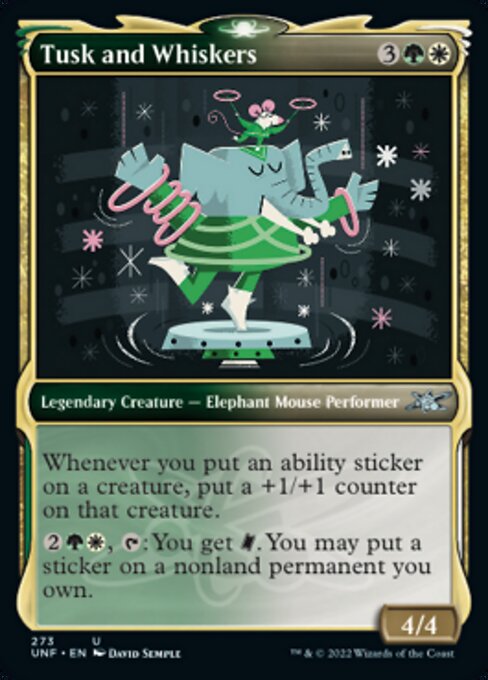 Tusk and Whiskers 3
Legendary Creature — Elephant Mouse Performer
Whenever you put an ability sticker
on a creature, put a +1/+1 counter
on that creature.
2, : You get . You may put a
sticker on a nonland permanent you
own.
4/4
273 U
UNF • EN DAVID SEMPLE ™ & © 2022 Wizards of the Coast